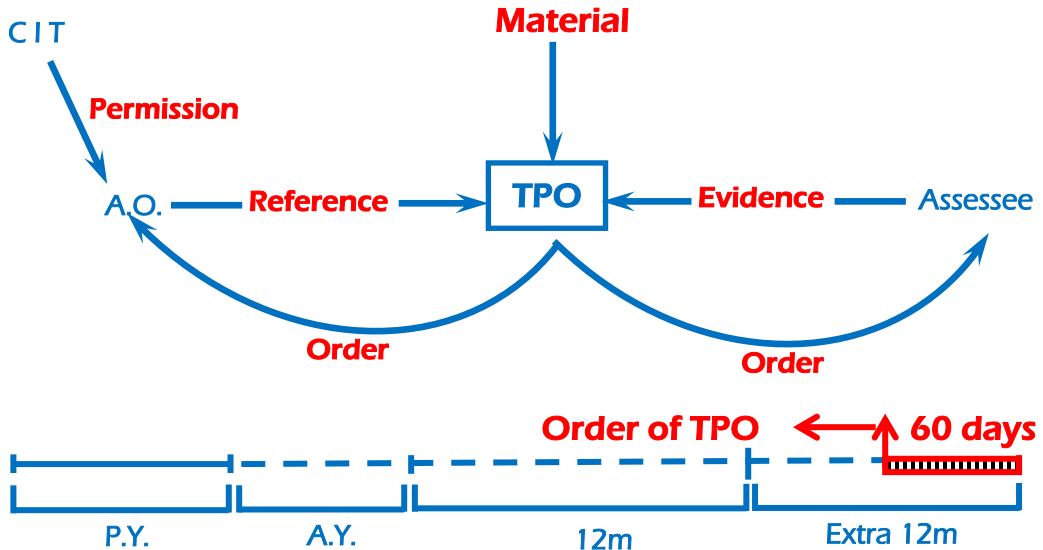 CIT
Material
Permission
A.O.
Reference
TPO
Evidence
Assessee
Order
Order
Order of TPO
60 days
P.Y.
A.Y.
12m
Extra 12m